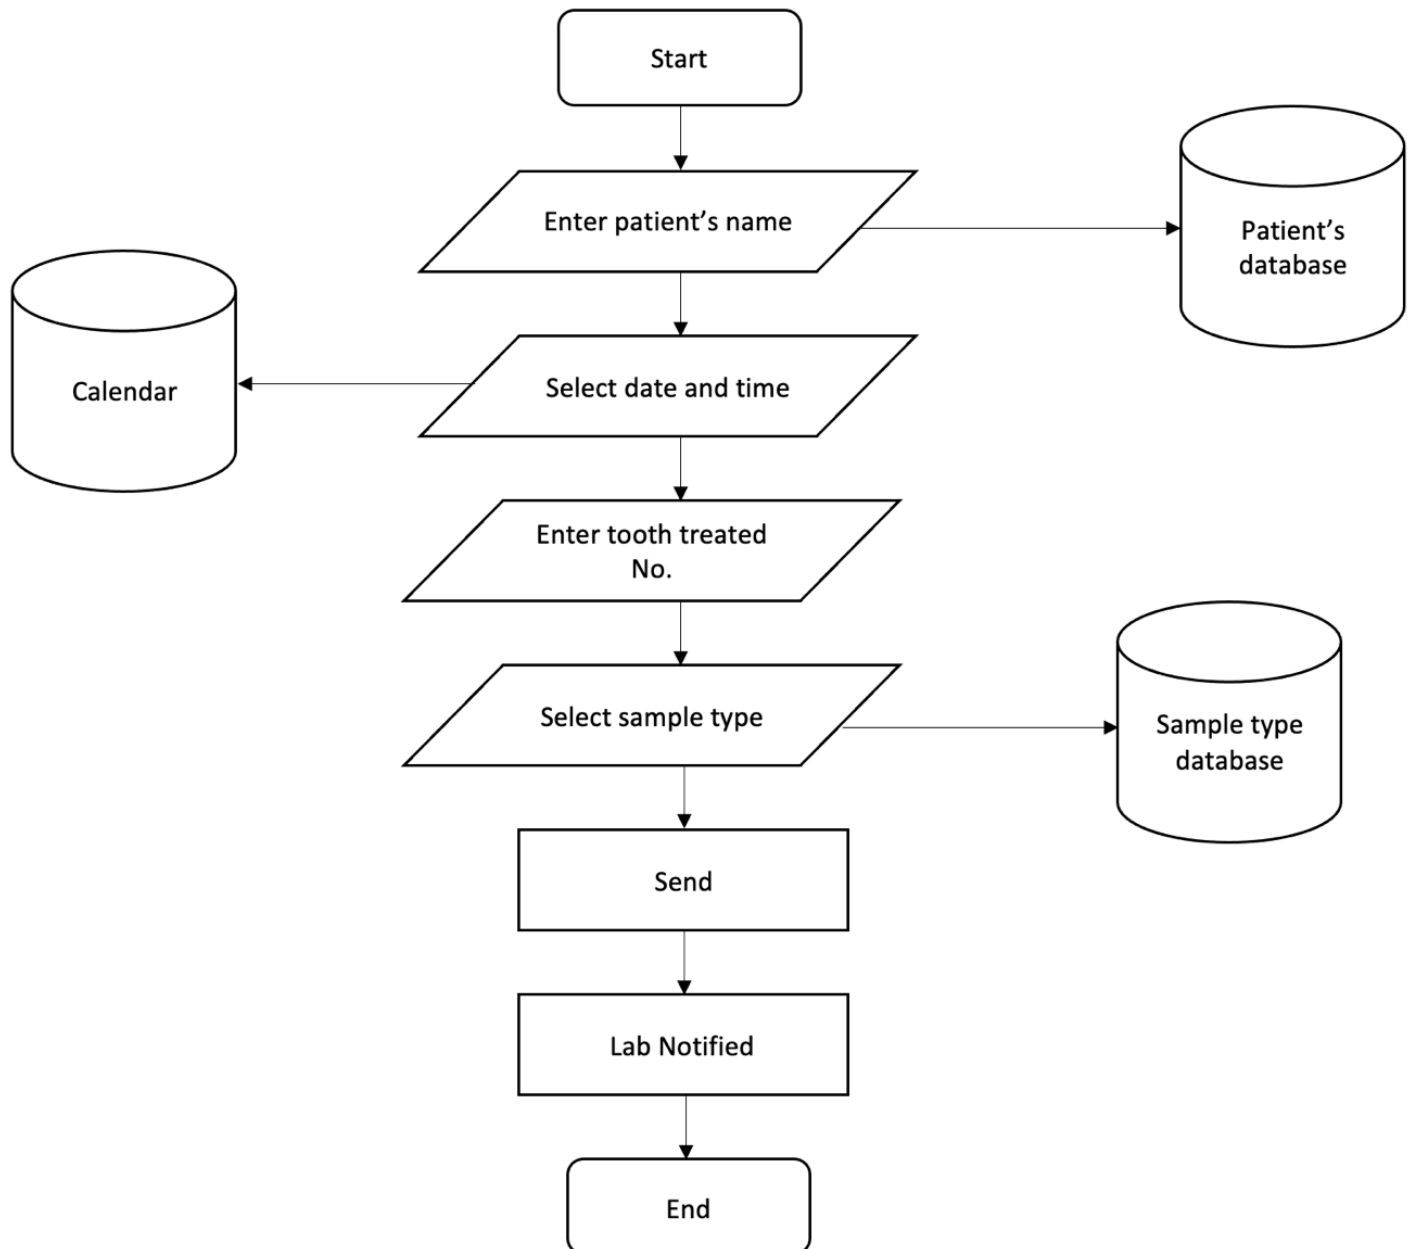 Start
Enter patient’s name
Patient’s
database
Calendar
Select date and time
Enter tooth treated
No.
Select sample type
Sample type
database
Send
Lab Notified
End